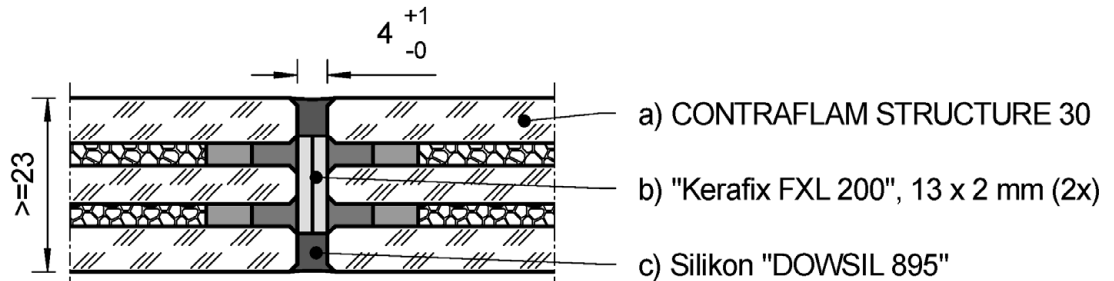 4 +1 -0
>=23
a) CONTRAFLAM STRUCTURE 30
b) "Kerafix FXL 200", 13 x 2 mm (2x)
c) Silikon "DOWSIL 895"